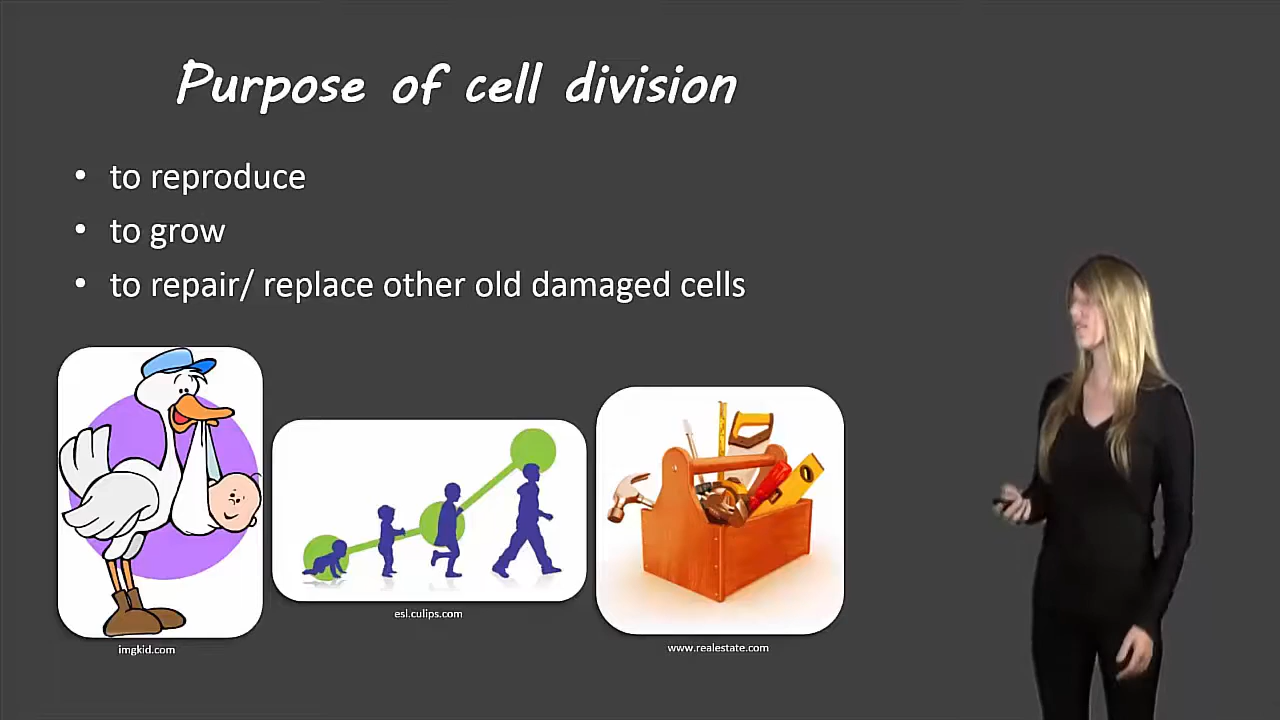 Purpose of cell division
• to reproduce
• to grow
• to repair/ replace other old damaged cells
esl.culips.com
imgkid.com
www.realestate.com